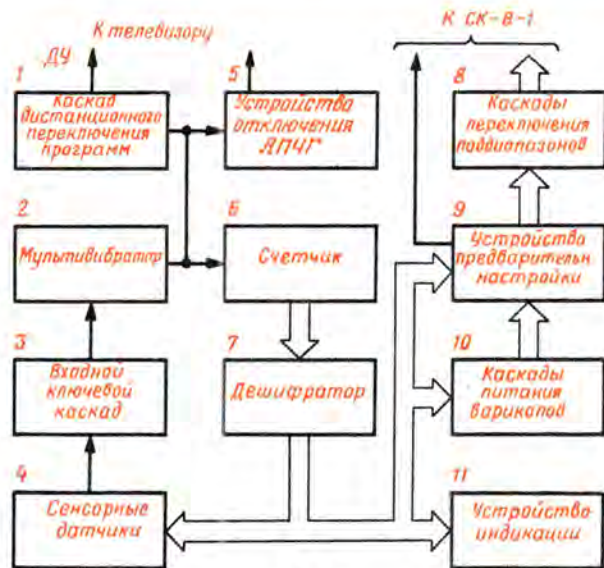 К СК-В-1
К телевизору
ДУ
1
Каскад
дистанционного
переключения
программ
5
Устройство
отключения
АПЧГ
8
Каскады
переключения
поддиапазонов
2
Мультивибратор
6
Счетчик
9
Устройство
предварительн
настройки
3
Входной
ключевой
каскад
7
Дешифратор
10
Каскады
питания
варикапов
4
Сенсорные
датчики
11
Устройство
индикации